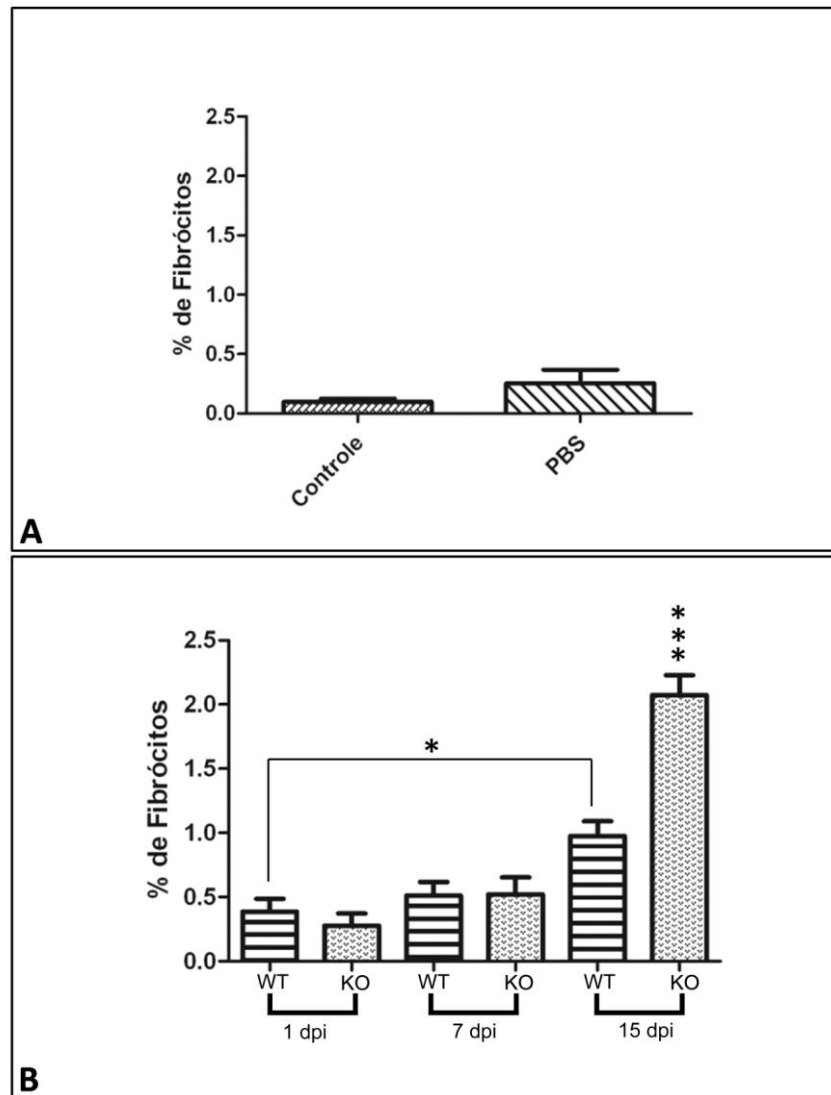 % de Fibrócitos
2.5
2.0
1.5
1.0
0.5
0.0
Controle
PBS
A
% de Fibrócitos
2.5
2.0
1.5
1.0
0.5
0.0
*
*
*
*
WT KO WT KO WT KO
1 dpi 7 dpi 15 dpi
B